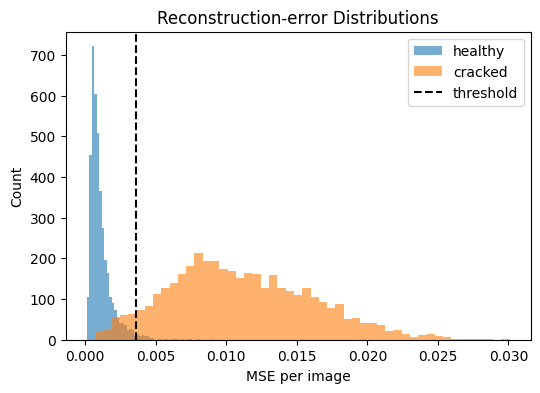 Reconstruction-error Distributions
healthy
cracked
threshold
Count
700
600
500
400
300
200
100
0
0.000 0.005 0.010 0.015 0.020 0.025 0.030
MSE per image